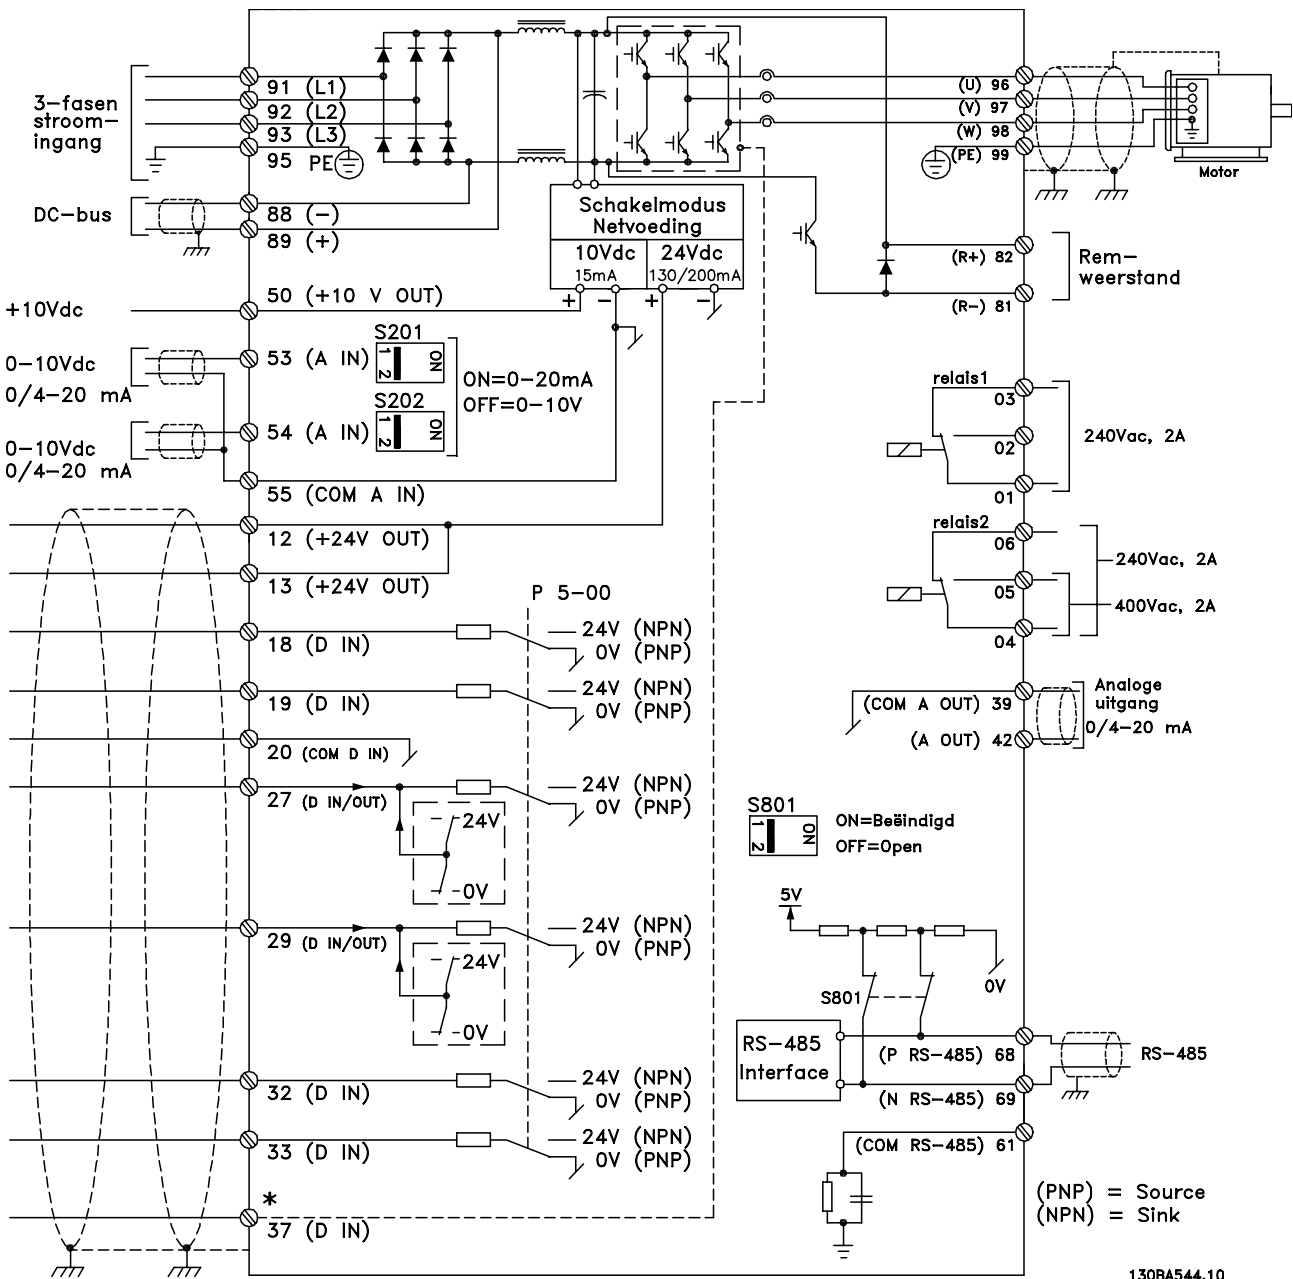 3-fasen
stroom-
ingang
91 (L1)
92 (L2)
93 (L3)
95 PE
DC-bus
88 (-)
89 (+)
+10Vdc
50 (+10 V OUT)
0-10Vdc
0/4-20 mA
53 (A IN)
S201
1
2
ON
ON=0-20mA
OFF=0-10V
S202
1
2
ON
0-10Vdc
0/4-20 mA
54 (A IN)
55 (COM A IN)
12 (+24V OUT)
13 (+24V OUT)
P 5-00
18 (D IN)
24V (NPN)
0V (PNP)
19 (D IN)
24V (NPN)
0V (PNP)
20 (COM D IN)
27 (D IN/OUT)
24V (NPN)
0V (PNP)
24V
0V
29 (D IN/OUT)
24V (NPN)
0V (PNP)
24V
0V
32 (D IN)
24V (NPN)
0V (PNP)
33 (D IN)
24V (NPN)
0V (PNP)
*
37 (D IN)
Schakelmodus
Netvoeding
10Vdc
15mA
24Vdc
130/200mA
+ - + -
(U) 96
(V) 97
(W) 98
(PE) 99
Motor
(R+) 82
(R-) 81
Rem-
weerstand
relais1
03
02
01
240Vac, 2A
relais2
06
05
04
240Vac, 2A
400Vac, 2A
(COM A OUT) 39
(A OUT) 42
Analoge
uitgang
0/4-20 mA
S801
1
2
ON
ON=Beëindigd
OFF=Open
5V
0V
S801
RS-485
Interface
(P RS-485) 68
(N RS-485) 69
(COM RS-485) 61
RS-485
(PNP) = Source
(NPN) = Sink
130BA544.10